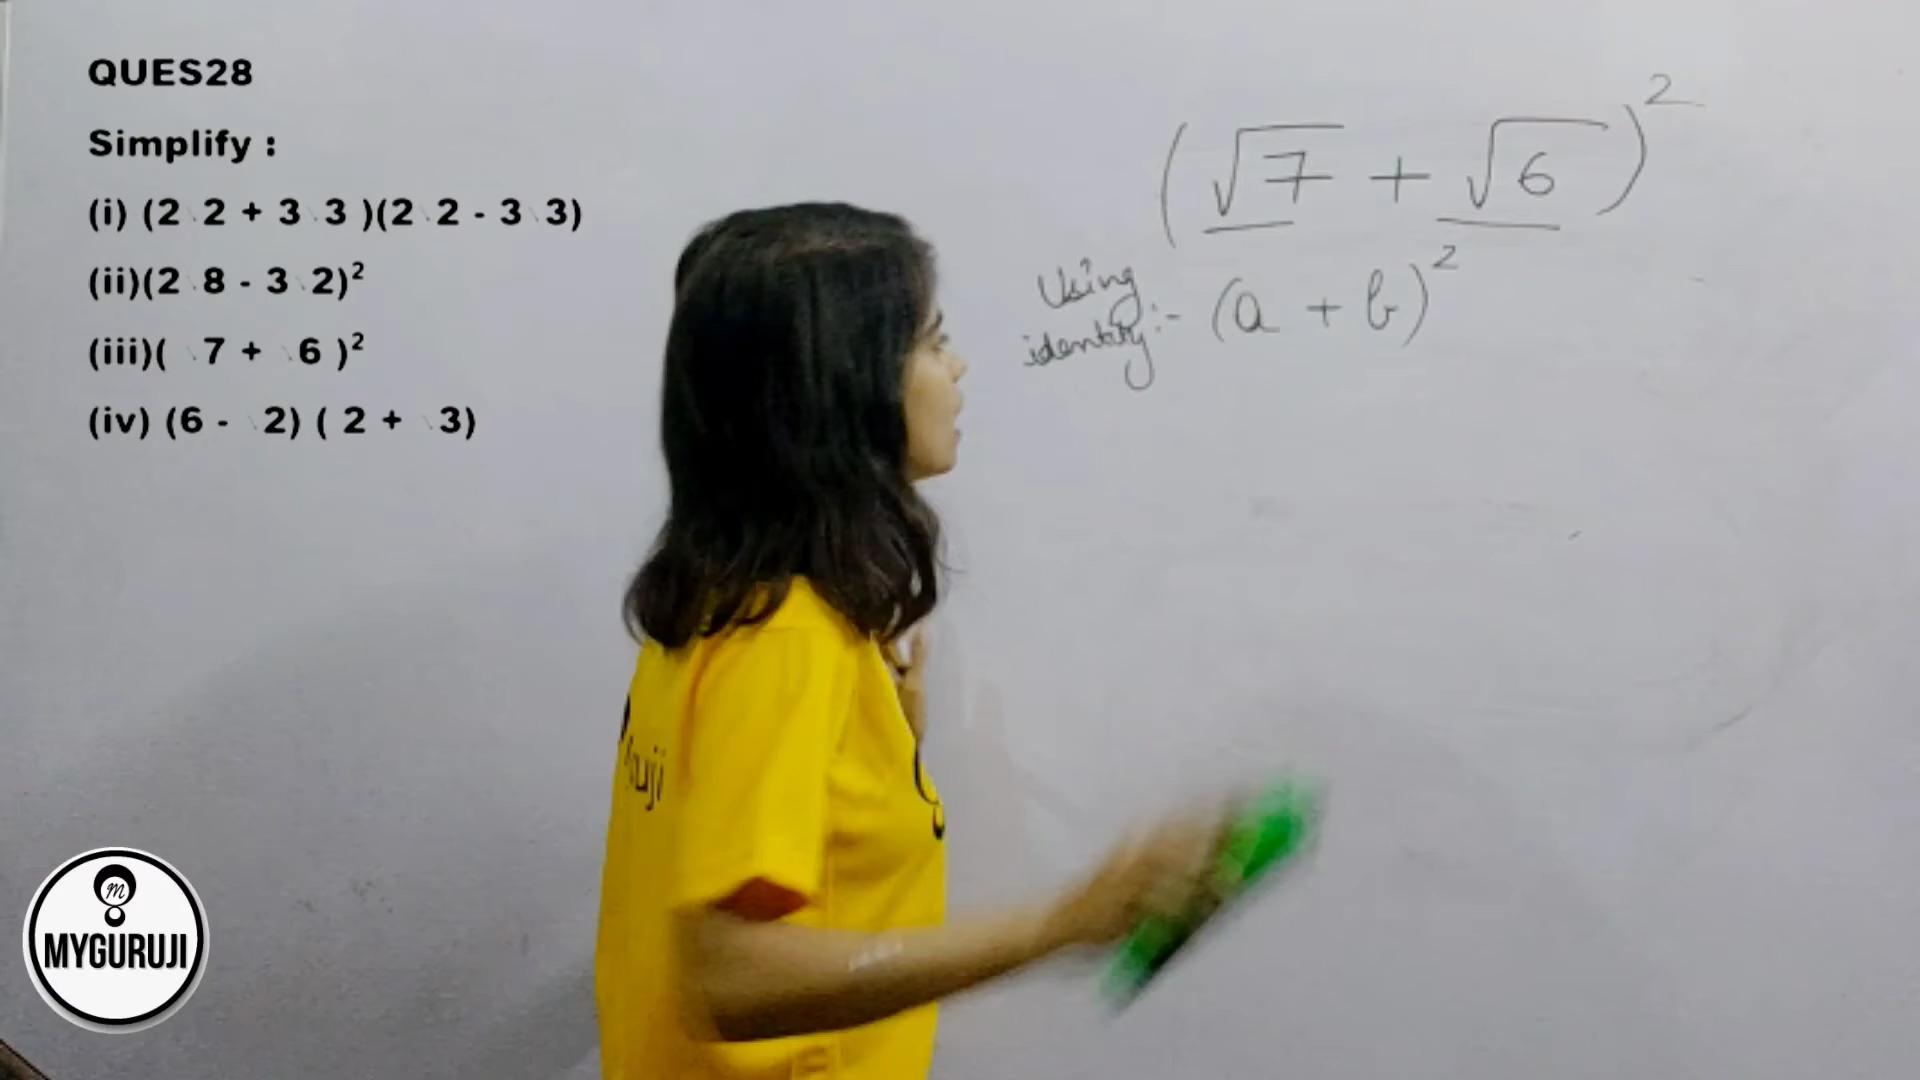 QUES28
Simplify :
(i) (2√2 + 3√3 )(2√2 - 3√3)
(ii)(2√8 - 3√2)²
(iii)( √7 + √6 )²
(iv) (6 - √2) ( 2 + √3)
(√7 + √6)²
Using
identity:- (a + b)²
uji
MYGURUJI